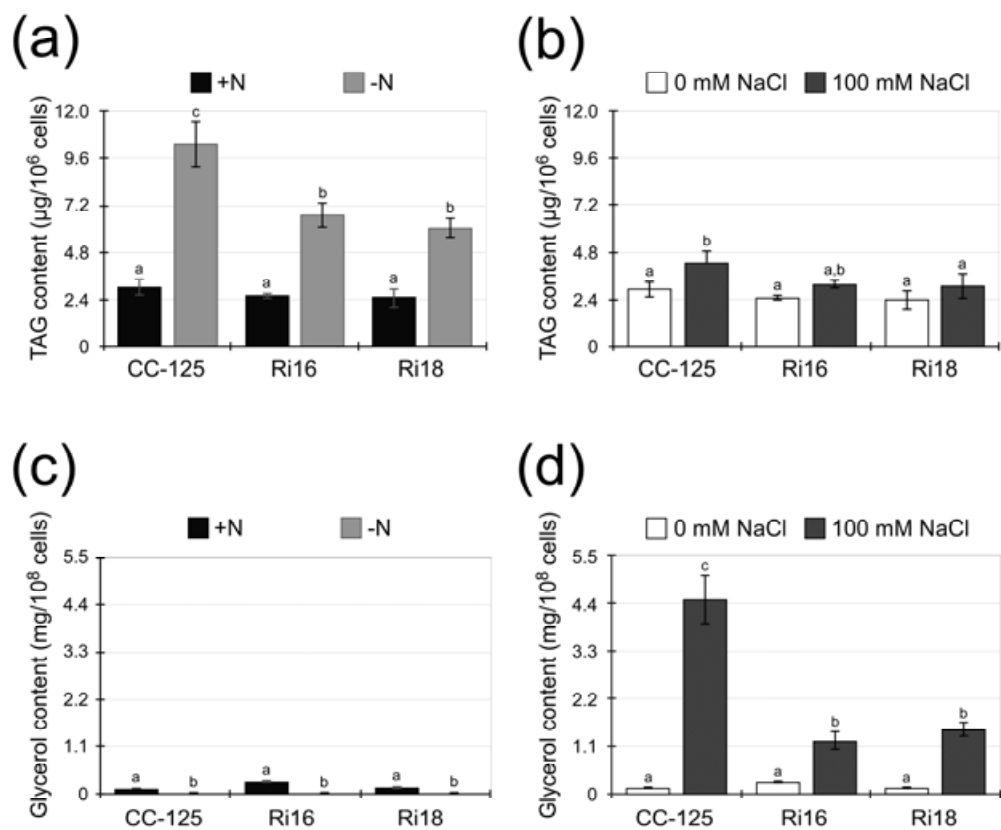 (a)
+N -N
TAG content (µg/10⁶ cells)
12.0
9.6
7.2
4.8
2.4
0
a c a b a b
CC-125 Ri16 Ri18
(b)
0 mM NaCl 100 mM NaCl
TAG content (µg/10⁶ cells)
12.0
9.6
7.2
4.8
2.4
0
a b a a,b a a
CC-125 Ri16 Ri18
(c)
+N -N
Glycerol content (mg/10⁸ cells)
5.5
4.4
3.3
2.2
1.1
0
a b a b a b
CC-125 Ri16 Ri18
(d)
0 mM NaCl 100 mM NaCl
Glycerol content (mg/10⁸ cells)
5.5
4.4
3.3
2.2
1.1
0
a c a b a b
CC-125 Ri16 Ri18